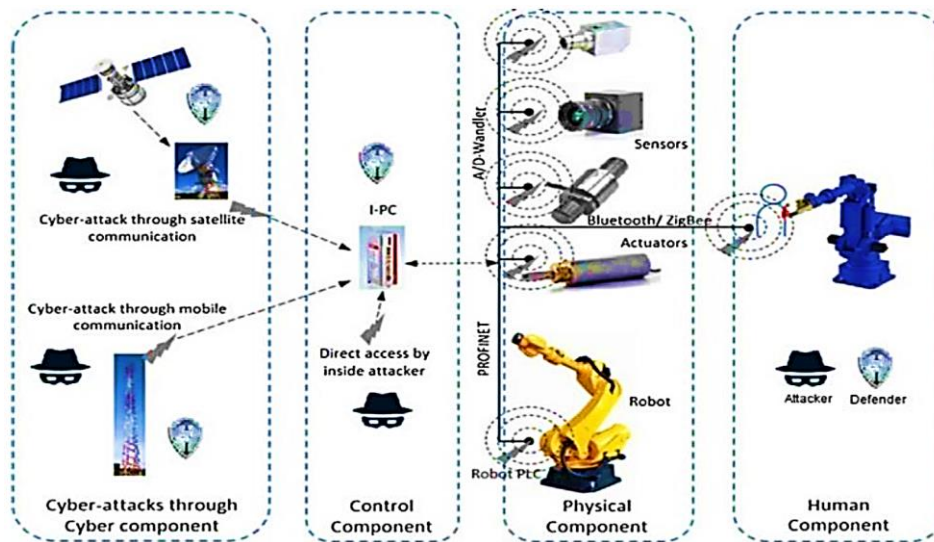 Cyber-attack through satellite
communication
Cyber-attack through mobile
communication
Cyber-attacks through
Cyber component
I-PC
Direct access by
inside attacker
Control
Component
A/D-Wandler
PROFINET
Sensors
Bluetooth/ ZigBee
Actuators
Robot
Robot PLC
Physical
Component
Attacker
Defender
Human
Component